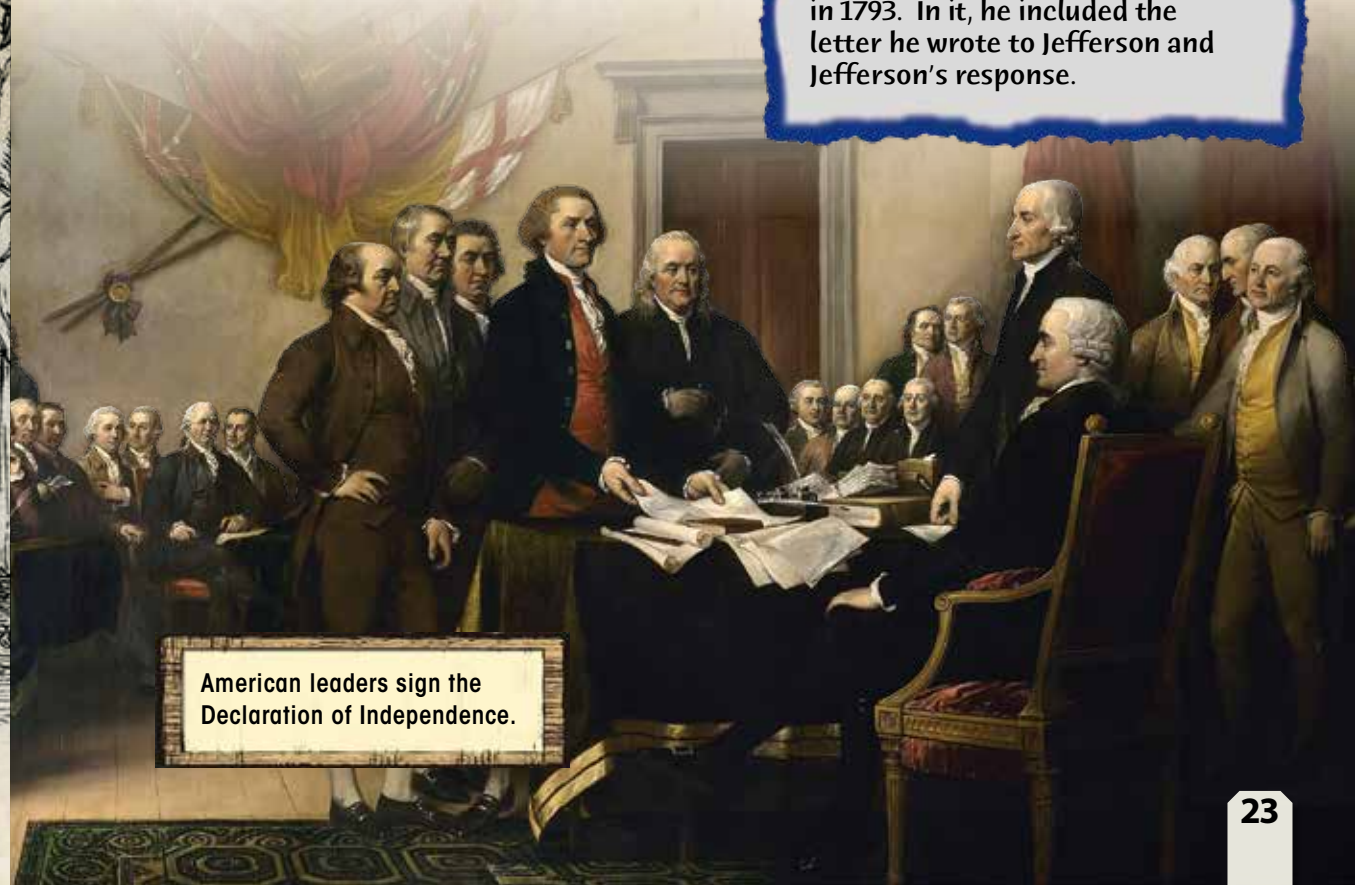 in 1793. In it, he included the
letter he wrote to Jefferson and
Jefferson's response.
American leaders sign the
Declaration of Independence.
23